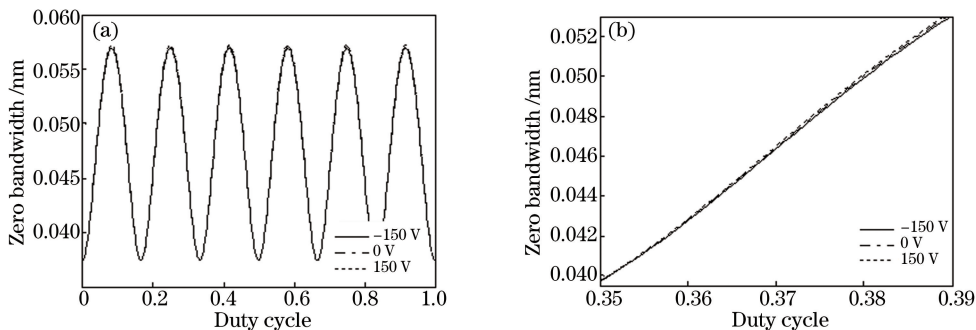 (a)
Zero bandwidth /nm
0.060
0.055
0.050
0.045
0.040
−150 V
0 V
150 V
0 0.2 0.4 0.6 0.8 1.0
Duty cycle
(b)
Zero bandwidth /nm
0.052
0.050
0.048
0.046
0.044
0.042
0.040
−150 V
0 V
150 V
0.35 0.36 0.37 0.38 0.39
Duty cycle